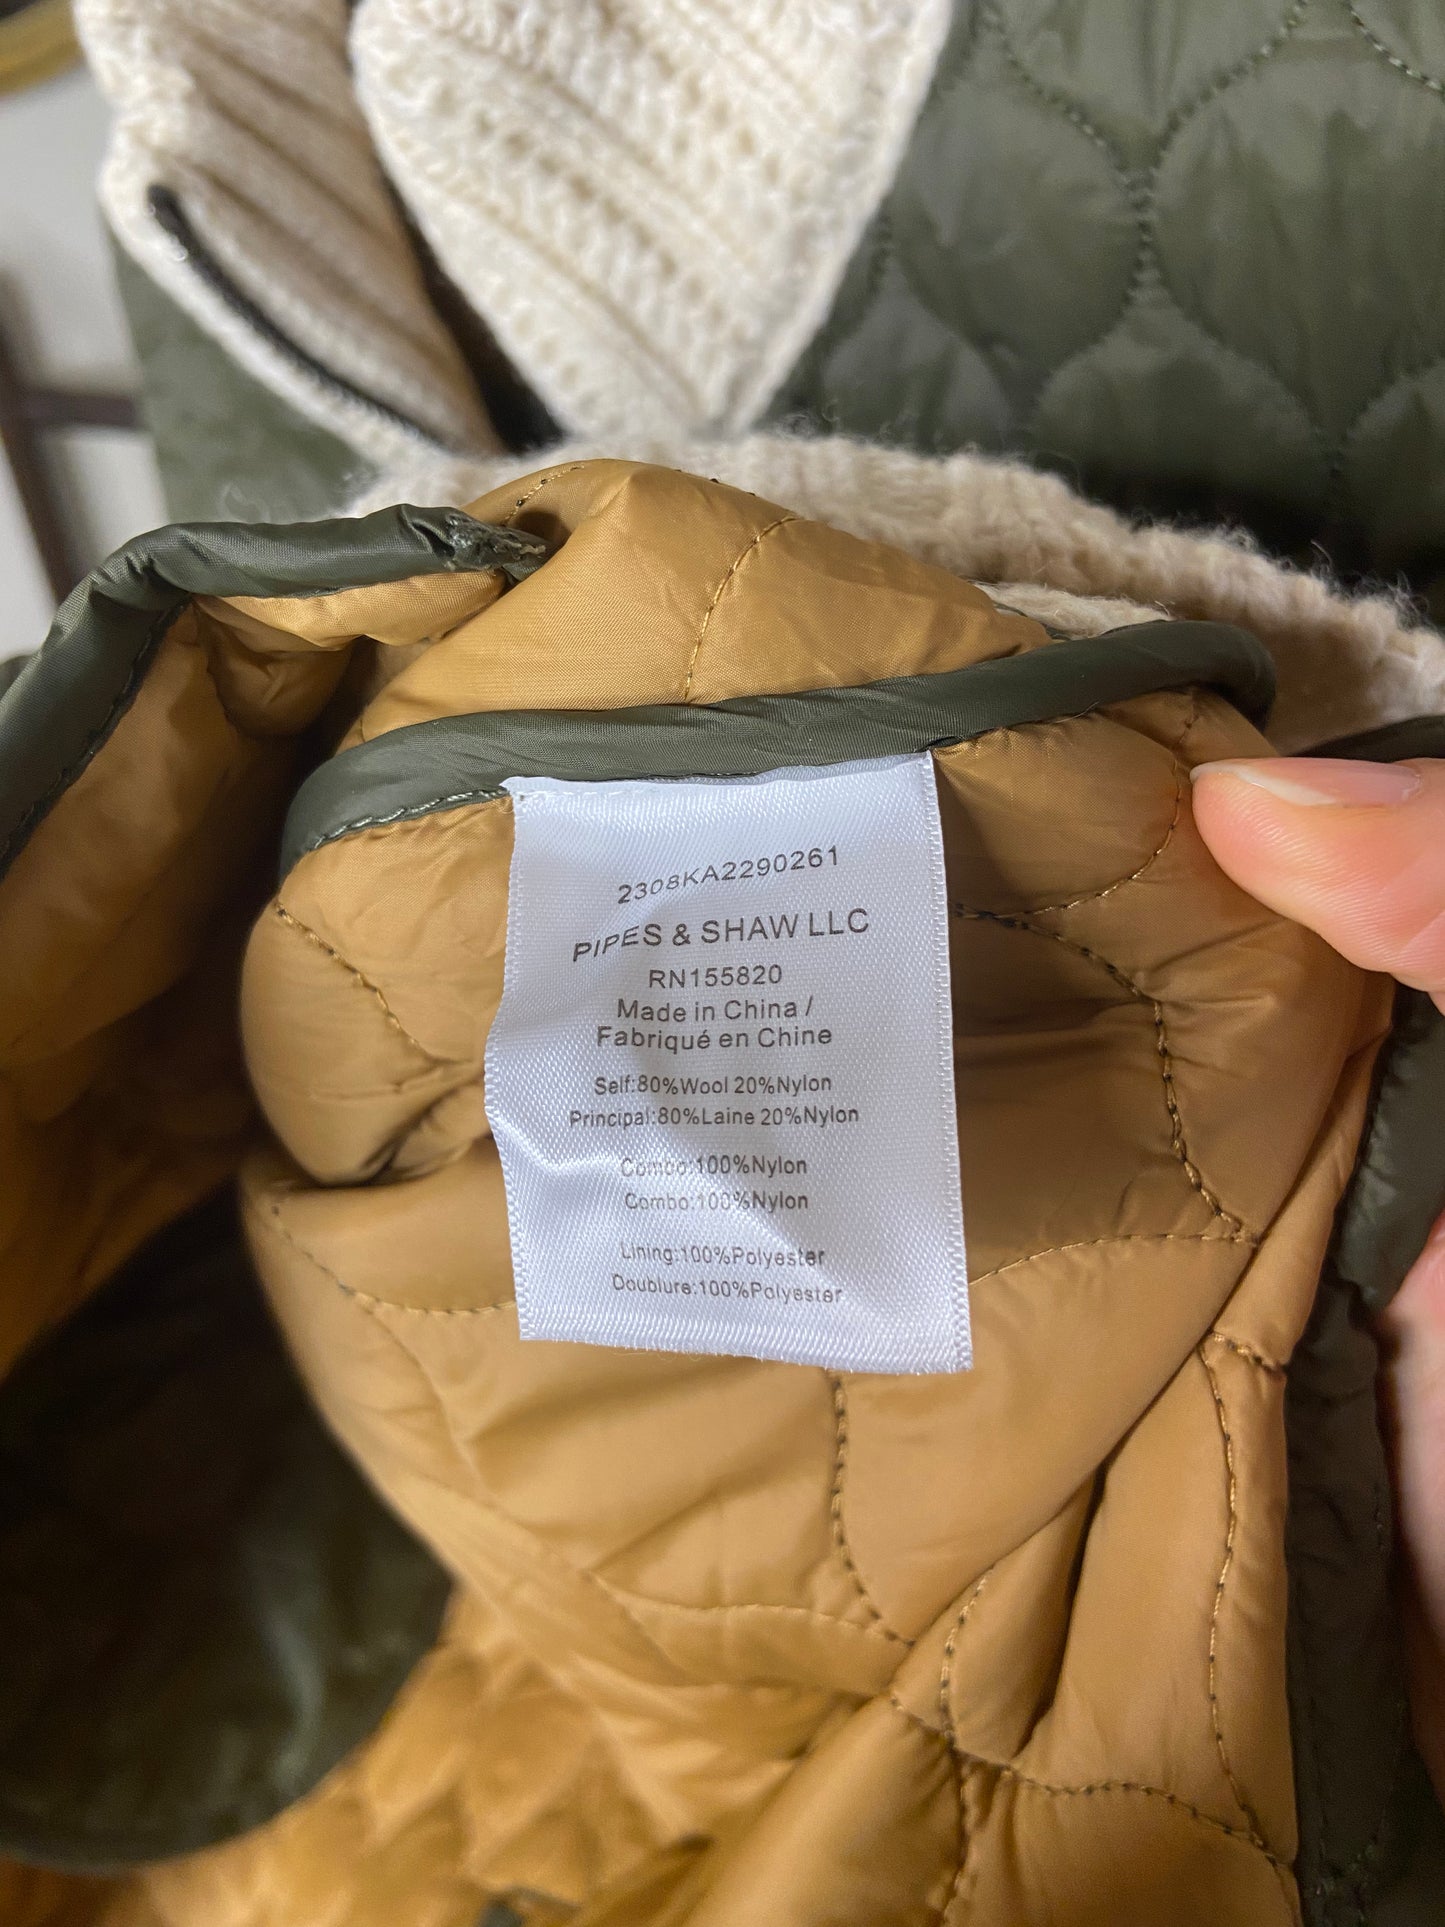 2308KA2290261
PIPES & SHAW LLC
RN155820
Made in China /
Fabriqué en Chine
Self:80%Wool 20%Nylon
Principal:80%Laine 20%Nylon
Combo:100%Nylon
Combo:100%Nylon
Lining:100%Polyester
Doublure:100%Polyester